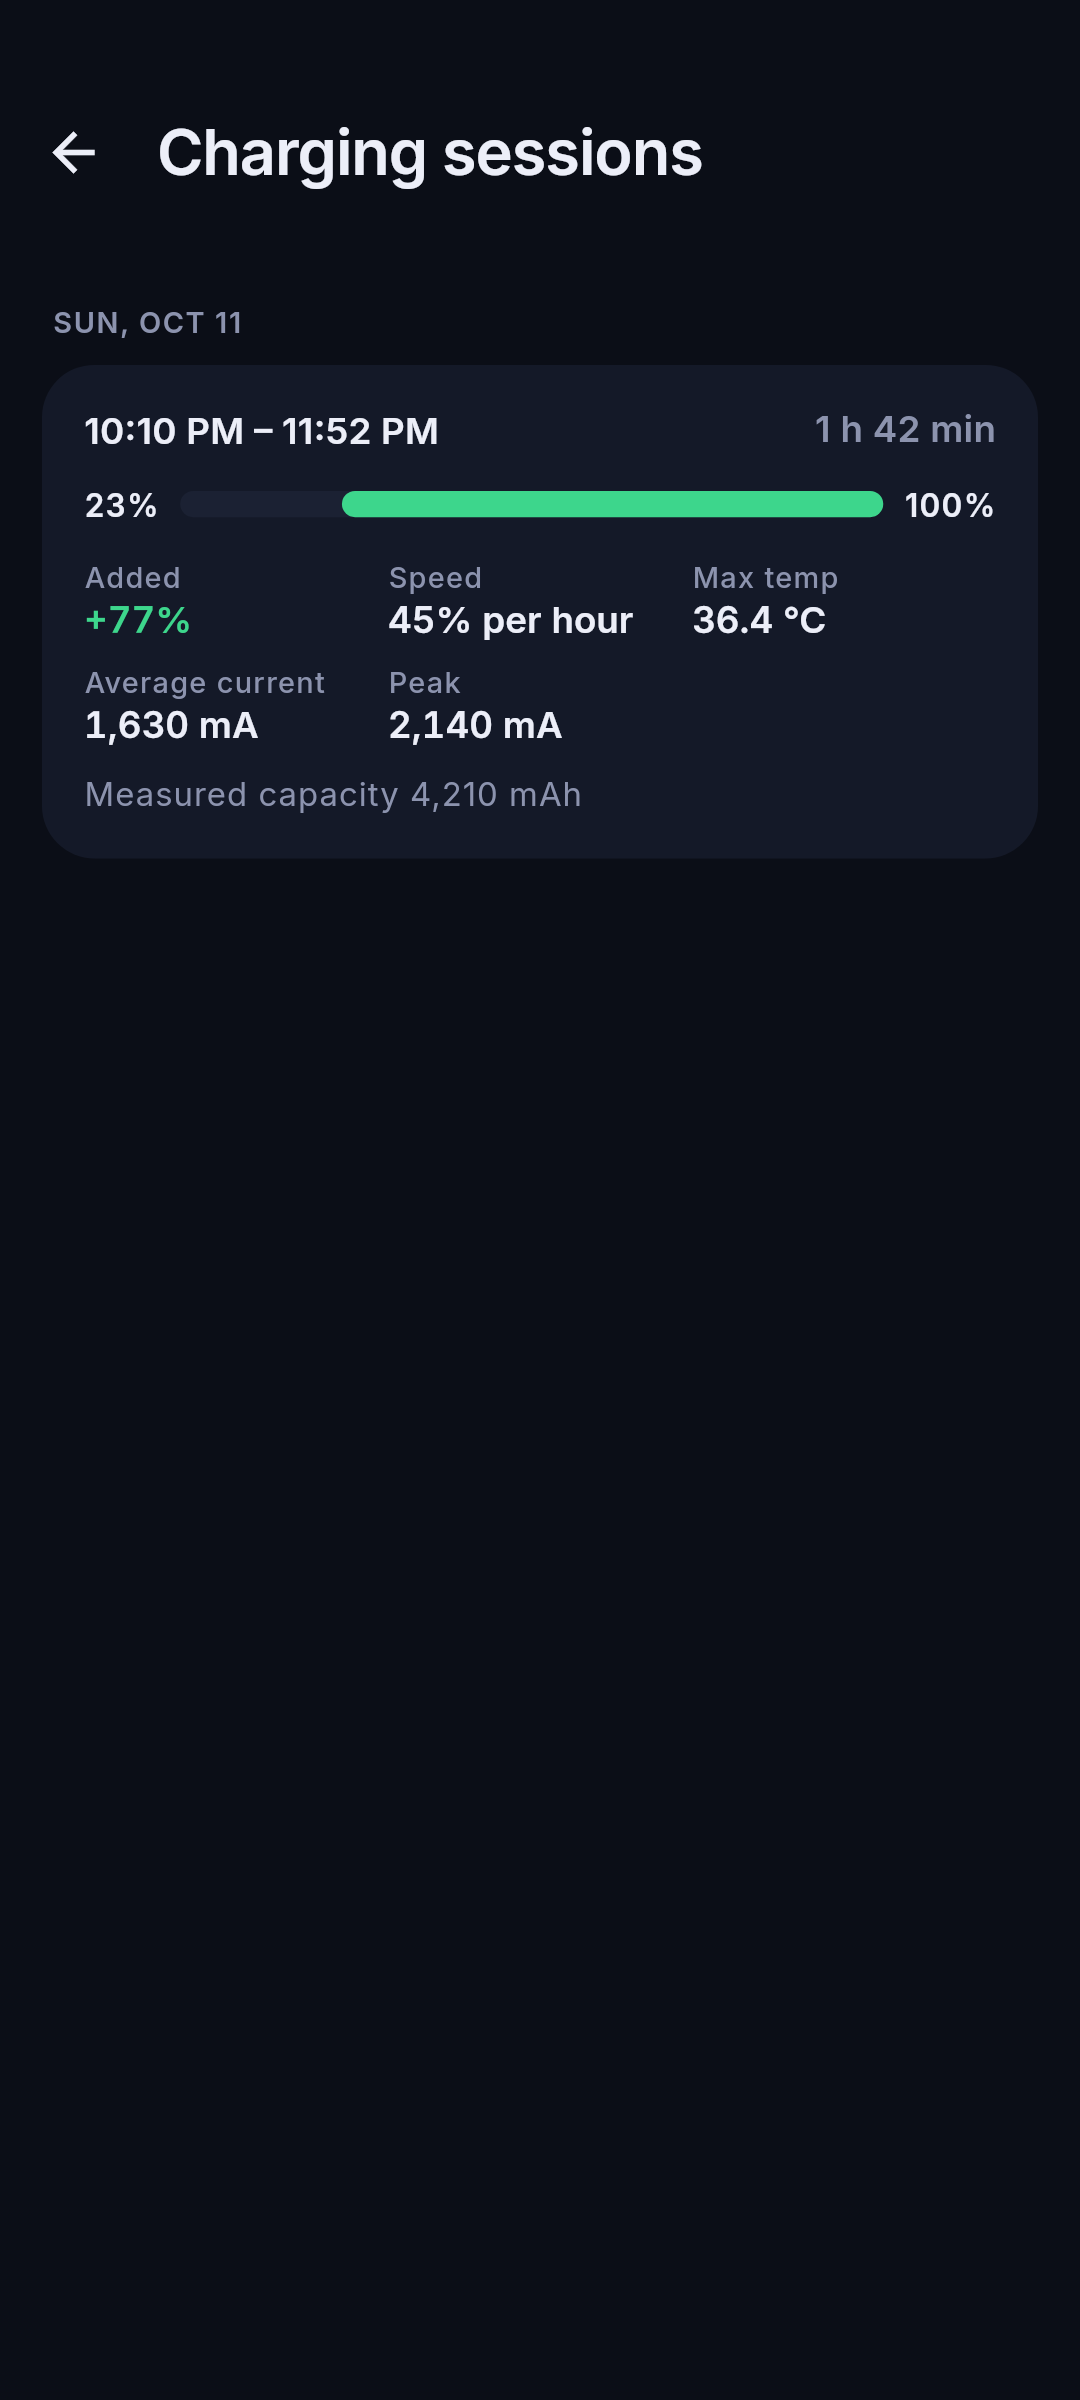 Charging sessions
SUN, OCT 11
10:10 PM – 11:52 PM 1 h 42 min
23% 100%
Added Speed Max temp
+77% 45% per hour 36.4 °C
Average current Peak
1,630 mA 2,140 mA
Measured capacity 4,210 mAh